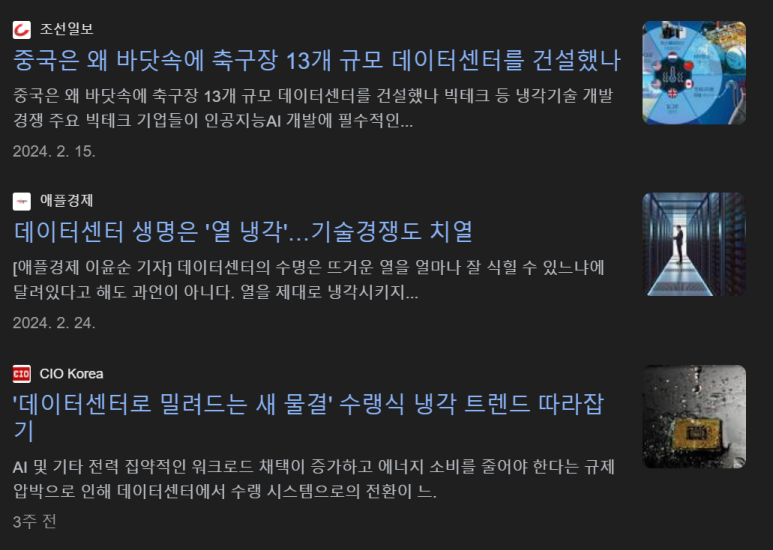 조선일보
중국은 왜 바닷속에 축구장 13개 규모 데이터센터를 건설했나
중국은 왜 바닷속에 축구장 13개 규모 데이터센터를 건설했나 빅테크 등 냉각기술 개발
경쟁 주요 빅테크 기업들이 인공지능AI 개발에 필수적인...
2024. 2. 15.
애플경제
데이터센터 생명은 '열 냉각'…기술경쟁도 치열
[애플경제 이윤순 기자] 데이터센터의 수명은 뜨거운 열을 얼마나 잘 식힐 수 있느냐에
달려있다고 해도 과언이 아니다. 열을 제대로 냉각시키지...
2024. 2. 24.
CIO
CIO Korea
'데이터센터로 밀려드는 새 물결' 수랭식 냉각 트렌드 따라잡
기
AI 및 기타 전력 집약적인 워크로드 채택이 증가하고 에너지 소비를 줄어야 한다는 규제
압박으로 인해 데이터센터에서 수랭 시스템으로의 전환이 느.
3주 전